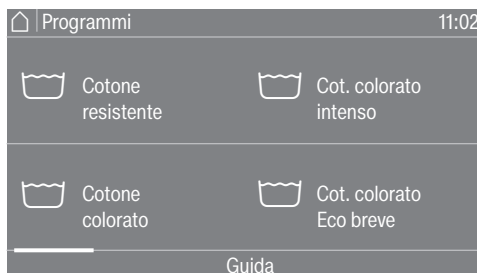 Programmi
11:02
Cotone
resistente
Cot. colorato
intenso
Cotone
colorato
Cot. colorato
Eco breve
Guida